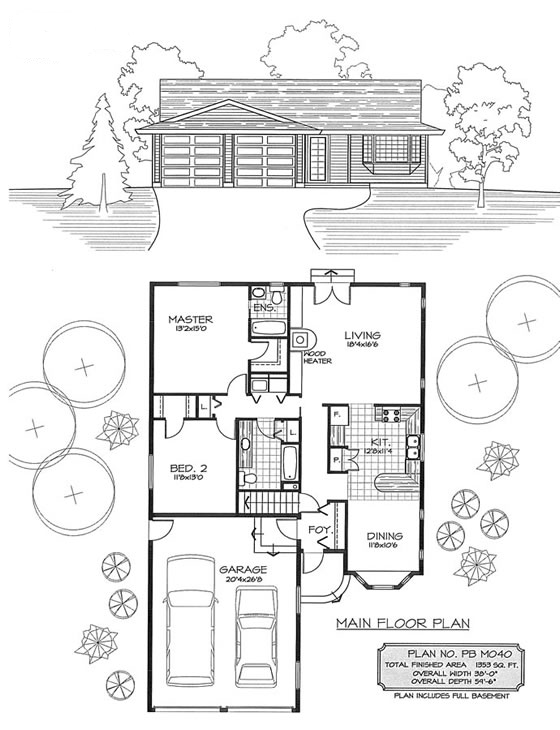 ENS.
MASTER
13'2x15'0
LIVING
18'4x16'6
WOOD
HEATER
L.
F.
L.
KIT.
12'8x11'4
P.
BED. 2
11'8x13'0
FOY.
DINING
11'8x10'6
GARAGE
20'4x26'8
MAIN FLOOR PLAN
PLAN NO. PB M040
TOTAL FINISHED AREA 1353 SQ. FT.
OVERALL WIDTH 38'-0"
OVERALL DEPTH 59'-6"
PLAN INCLUDES FULL BASEMENT